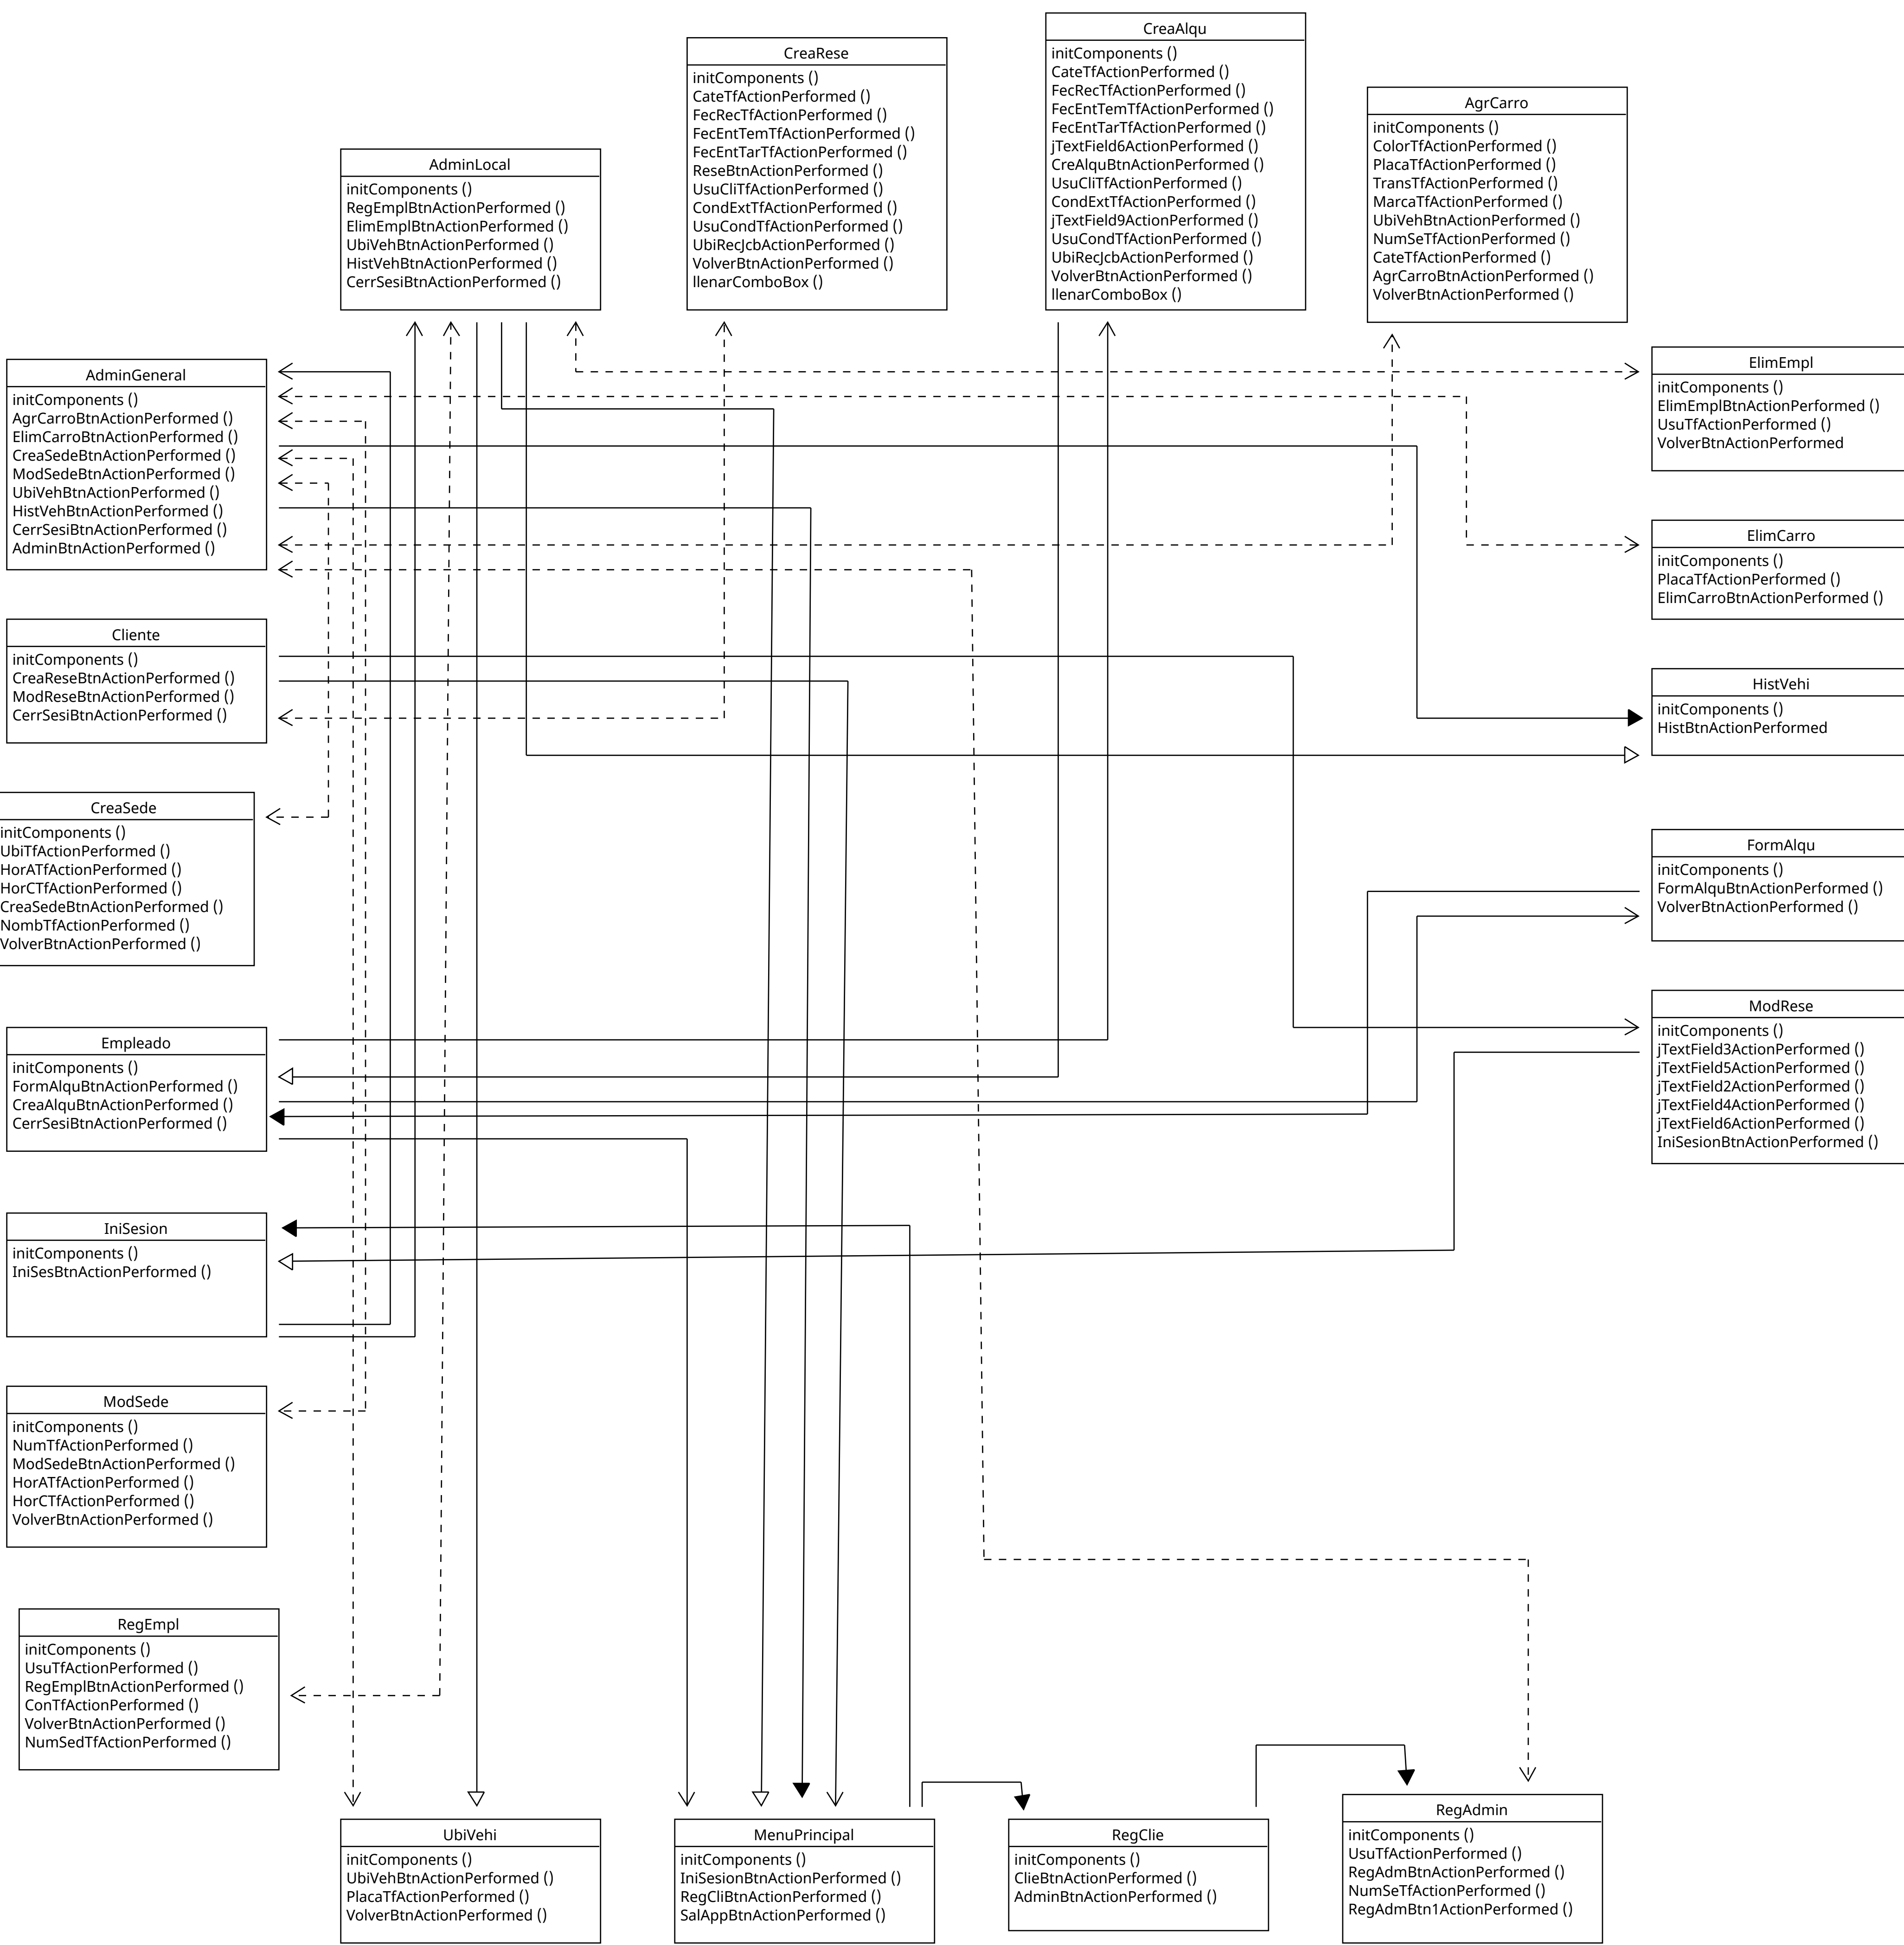 CreaAlqu
initComponents ()
CateTfActionPerformed ()
FecRecTfActionPerformed ()
FecEntTemTfActionPerformed ()
FecEntTarTfActionPerformed ()
jTextField6ActionPerformed ()
CreAlquBtnActionPerformed ()
UsuCliTfActionPerformed ()
CondExtTfActionPerformed ()
jTextField9ActionPerformed ()
UsuCondTfActionPerformed ()
UbiRecJcbActionPerformed ()
VolverBtnActionPerformed ()
llenarComboBox ()
CreaRese
initComponents ()
CateTfActionPerformed ()
FecRecTfActionPerformed ()
FecEntTemTfActionPerformed ()
FecEntTarTfActionPerformed ()
ReseBtnActionPerformed ()
UsuCliTfActionPerformed ()
CondExtTfActionPerformed ()
UsuCondTfActionPerformed ()
UbiRecJcbActionPerformed ()
VolverBtnActionPerformed ()
llenarComboBox ()
AgrCarro
initComponents ()
ColorTfActionPerformed ()
PlacaTfActionPerformed ()
TransTfActionPerformed ()
MarcaTfActionPerformed ()
UbiVehBtnActionPerformed ()
NumSeTfActionPerformed ()
CateTfActionPerformed ()
AgrCarroBtnActionPerformed ()
VolverBtnActionPerformed ()
AdminLocal
initComponents ()
RegEmplBtnActionPerformed ()
ElimEmplBtnActionPerformed ()
UbiVehBtnActionPerformed ()
HistVehBtnActionPerformed ()
CerrSesiBtnActionPerformed ()
AdminGeneral
initComponents ()
AgrCarroBtnActionPerformed ()
ElimCarroBtnActionPerformed ()
CreaSedeBtnActionPerformed ()
ModSedeBtnActionPerformed ()
UbiVehBtnActionPerformed ()
HistVehBtnActionPerformed ()
CerrSesiBtnActionPerformed ()
AdminBtnActionPerformed ()
ElimEmpl
initComponents ()
ElimEmplBtnActionPerformed ()
UsuTfActionPerformed ()
VolverBtnActionPerformed
ElimCarro
initComponents ()
PlacaTfActionPerformed ()
ElimCarroBtnActionPerformed ()
Cliente
initComponents ()
CreaReseBtnActionPerformed ()
ModReseBtnActionPerformed ()
CerrSesiBtnActionPerformed ()
HistVehi
initComponents ()
HistBtnActionPerformed
CreaSede
initComponents ()
UbiTfActionPerformed ()
HorATfActionPerformed ()
HorCTfActionPerformed ()
CreaSedeBtnActionPerformed ()
NombTfActionPerformed ()
VolverBtnActionPerformed ()
FormAlqu
initComponents ()
FormAlquBtnActionPerformed ()
VolverBtnActionPerformed ()
ModRese
initComponents ()
jTextField3ActionPerformed ()
jTextField5ActionPerformed ()
jTextField2ActionPerformed ()
jTextField4ActionPerformed ()
jTextField6ActionPerformed ()
IniSesionBtnActionPerformed ()
Empleado
initComponents ()
FormAlquBtnActionPerformed ()
CreaAlquBtnActionPerformed ()
CerrSesiBtnActionPerformed ()
IniSesion
initComponents ()
IniSesBtnActionPerformed ()
ModSede
initComponents ()
NumTfActionPerformed ()
ModSedeBtnActionPerformed ()
HorATfActionPerformed ()
HorCTfActionPerformed ()
VolverBtnActionPerformed ()
RegEmpl
initComponents ()
UsuTfActionPerformed ()
RegEmplBtnActionPerformed ()
ConTfActionPerformed ()
VolverBtnActionPerformed ()
NumSedTfActionPerformed ()
UbiVehi
initComponents ()
UbiVehBtnActionPerformed ()
PlacaTfActionPerformed ()
VolverBtnActionPerformed ()
MenuPrincipal
initComponents ()
IniSesionBtnActionPerformed ()
RegCliBtnActionPerformed ()
SalAppBtnActionPerformed ()
RegClie
initComponents ()
ClieBtnActionPerformed ()
AdminBtnActionPerformed ()
RegAdmin
initComponents ()
UsuTfActionPerformed ()
RegAdmBtnActionPerformed ()
NumSeTfActionPerformed ()
RegAdmBtn1ActionPerformed ()